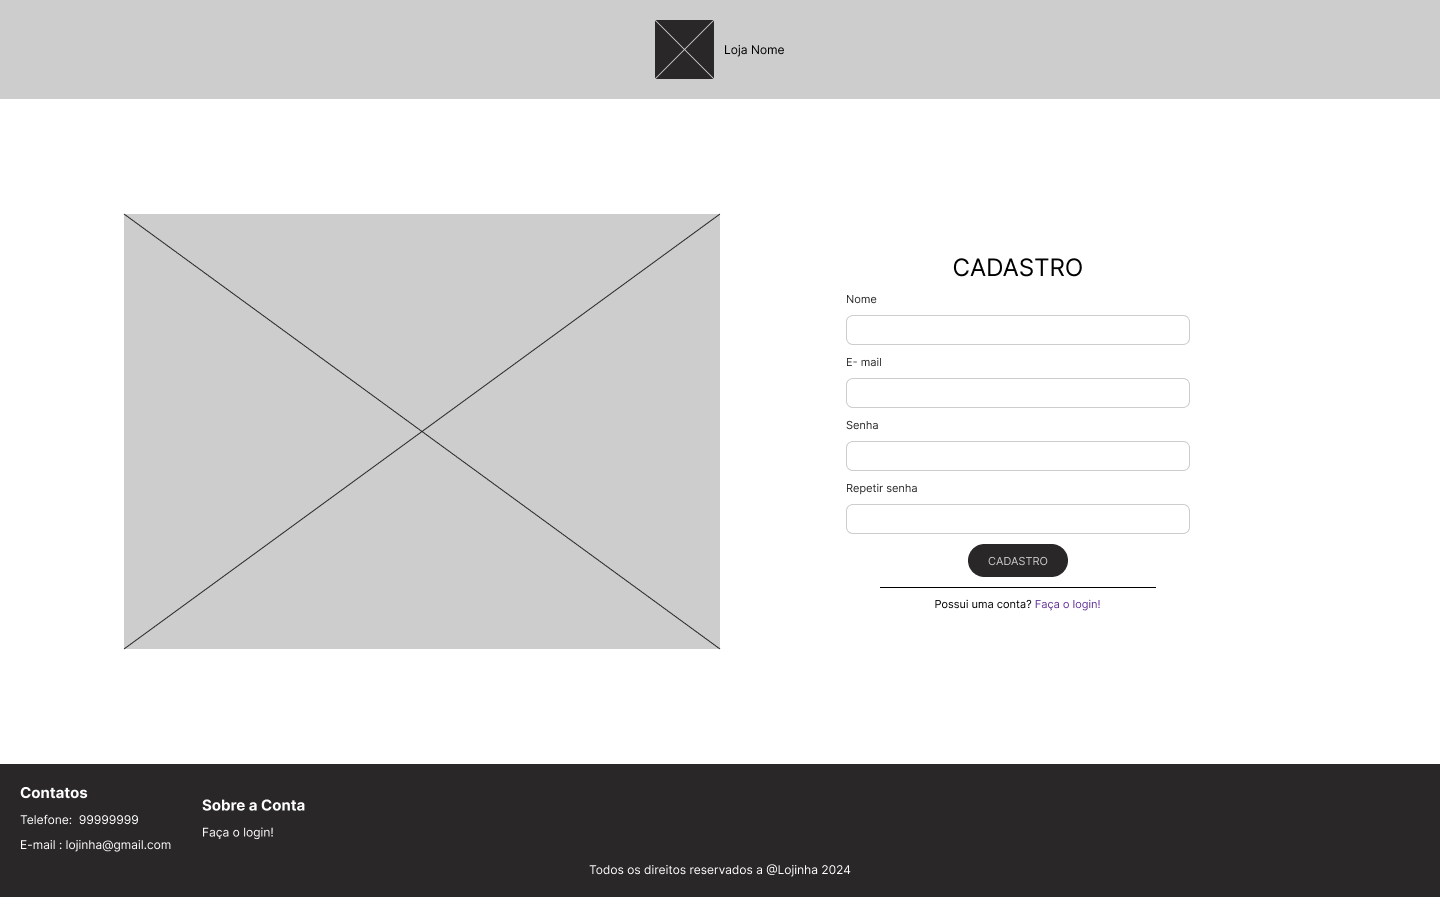 Loja Nome
CADASTRO
Nome
E- mail
Senha
Repetir senha
CADASTRO
Possui uma conta? Faça o login!
Contatos
Telefone:  99999999
E-mail : lojinha@gmail.com
Sobre a Conta
Faça o login!
Todos os direitos reservados a @Lojinha 2024